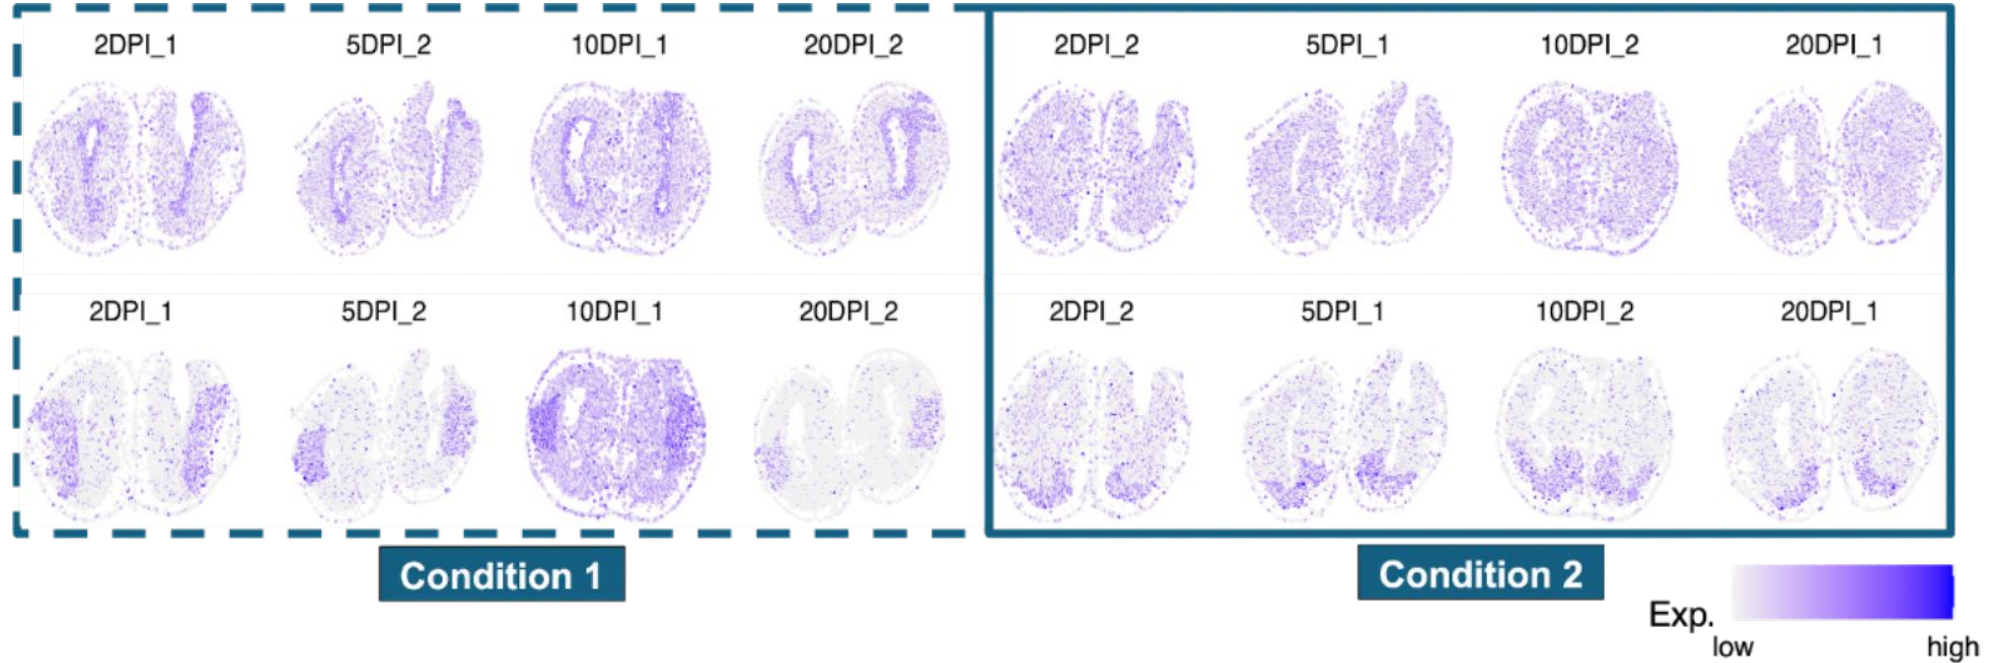 2DPI_1 5DPI_2 10DPI_1 20DPI_2 2DPI_2 5DPI_1 10DPI_2 20DPI_1
2DPI_1 5DPI_2 10DPI_1 20DPI_2 2DPI_2 5DPI_1 10DPI_2 20DPI_1
Condition 1 Condition 2
Exp.
low high